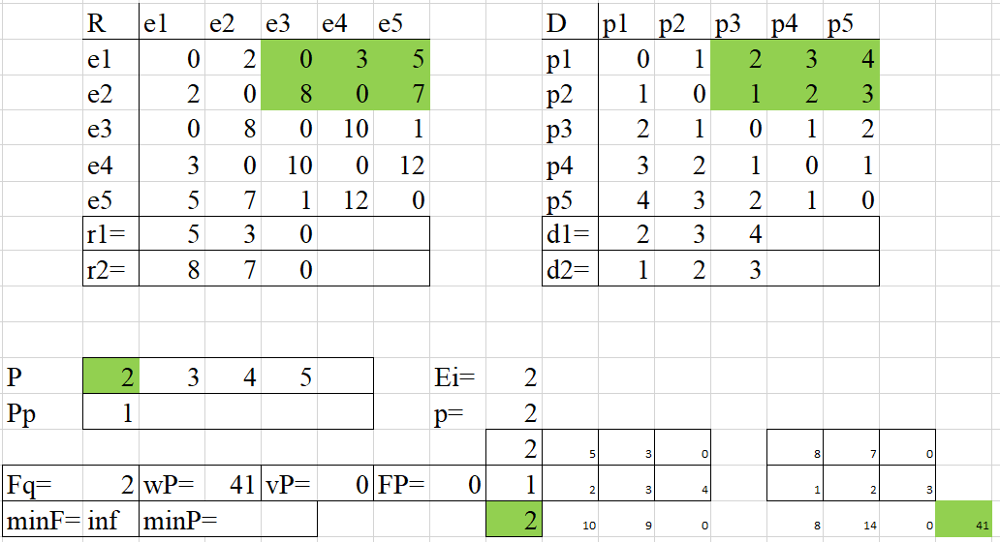 R e1 e2 e3 e4 e5 D p1 p2 p3 p4 p5
e1 0 2 0 3 5 p1 0 1 2 3 4
e2 2 0 8 0 7 p2 1 0 1 2 3
e3 0 8 0 10 1 p3 2 1 0 1 2
e4 3 0 10 0 12 p4 3 2 1 0 1
e5 5 7 1 12 0 p5 4 3 2 1 0
r1= 5 3 0 d1= 2 3 4
r2= 8 7 0 d2= 1 2 3
P 2 3 4 5 Ei= 2
Pp 1 p= 2
2 5 3 0 8 7 0
Fq= 2 wP= 41 vP= 0 FP= 0 1 2 3 4 1 2 3
minF= inf minP= 2 10 9 0 8 14 0 41